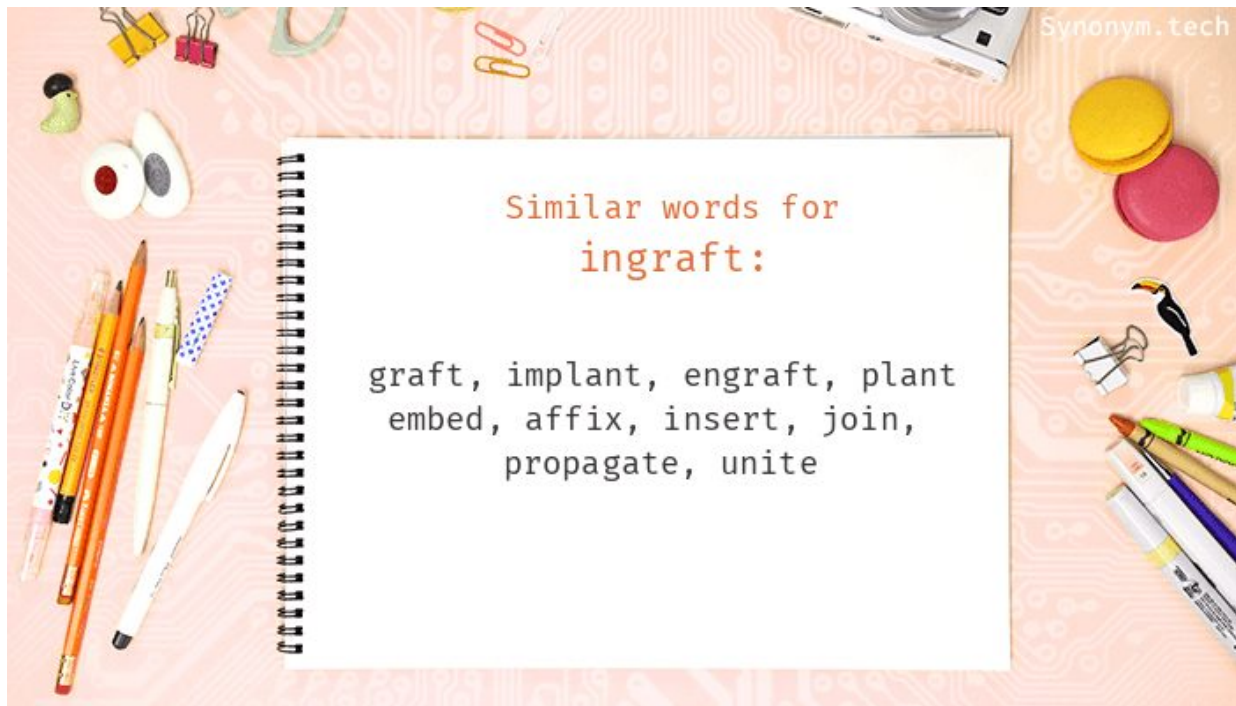 Synonym.tech
Similar words for
ingraft:
graft, implant, engraft, plant
embed, affix, insert, join,
propagate, unite